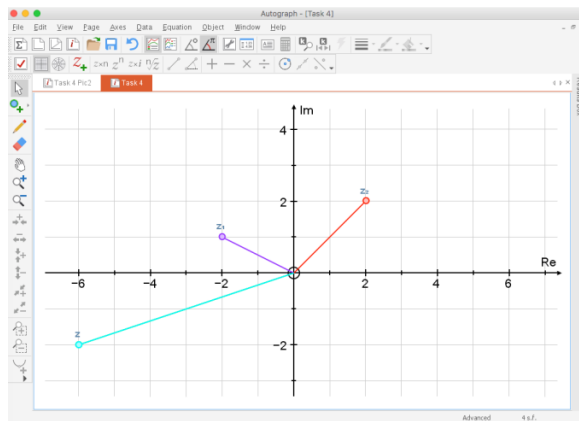 Autograph - [Task 4]
File Edit View Page Axes Data Equation Object Window Help
z×n zⁿ z×i ⁿ√z
Task 4 Pic2 Task 4
Im
4
z₂
2
z₁
Re
−6 −4 −2 2 4 6
z
−2
Advanced 4 s.f.